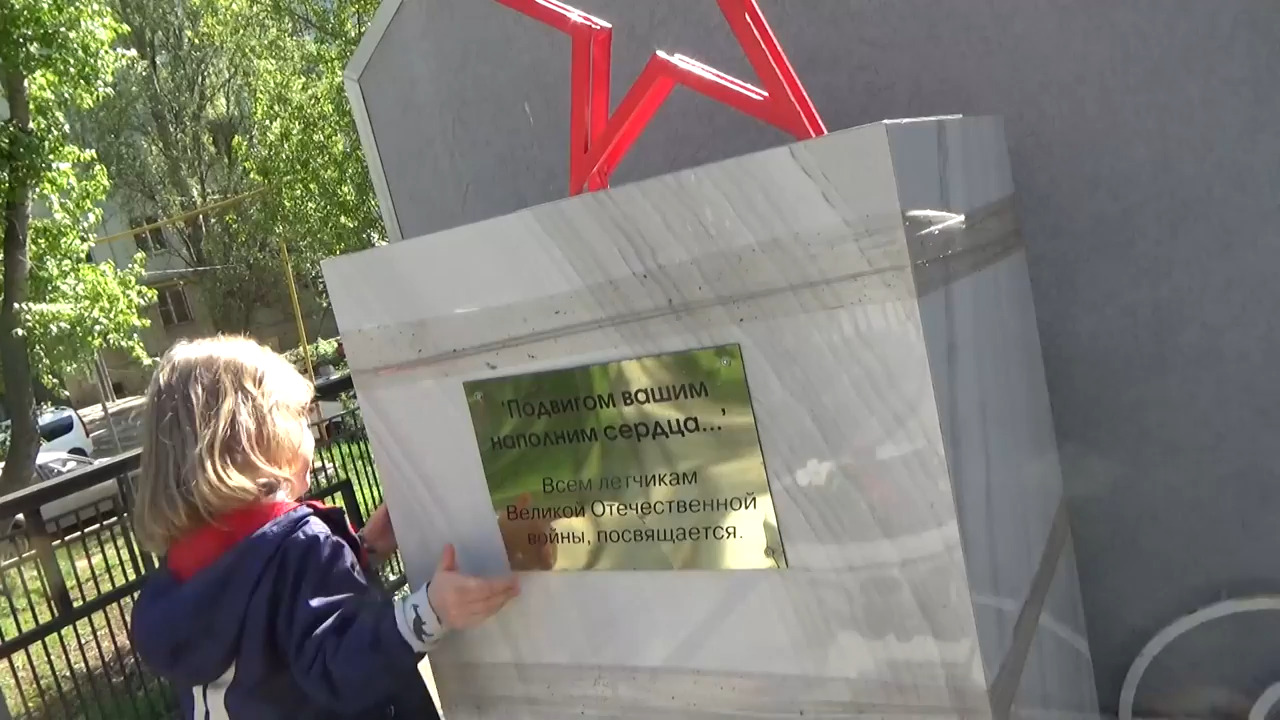 'Подвигом вашим
наполним сердца...'
Всем летчикам
Великой Отечественной
войны, посвящается.